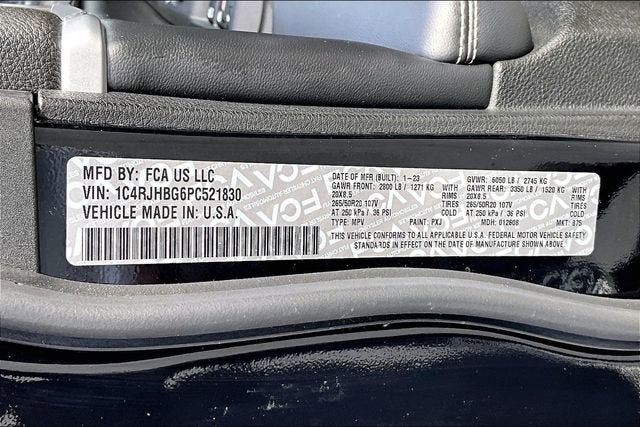 MFD BY: FCA US LLC
VIN: 1C4RJHBG6PC521830
VEHICLE MADE IN: U.S.A.
DATE OF MFR (BUILT): 1-23 GVWR: 6050 LB / 2745 KG
GAWR FRONT: 2800 LB / 1271 KG GAWR REAR: 3350 LB / 1520 KG
20X8.5 RIMS 20X8.5 RIMS
265/50R20 107V TIRES 265/50R20 107V TIRES
AT 250 kPa / 36 PSI COLD AT 250 kPa / 36 PSI COLD
TYPE: MPV PAINT: PXJ MDH: 012608 MKT: 875
THIS VEHICLE CONFORMS TO ALL APPLICABLE U.S.A. FEDERAL MOTOR VEHICLE SAFETY
STANDARDS IN EFFECT ON THE DATE OF MANUFACTURE SHOWN ABOVE.